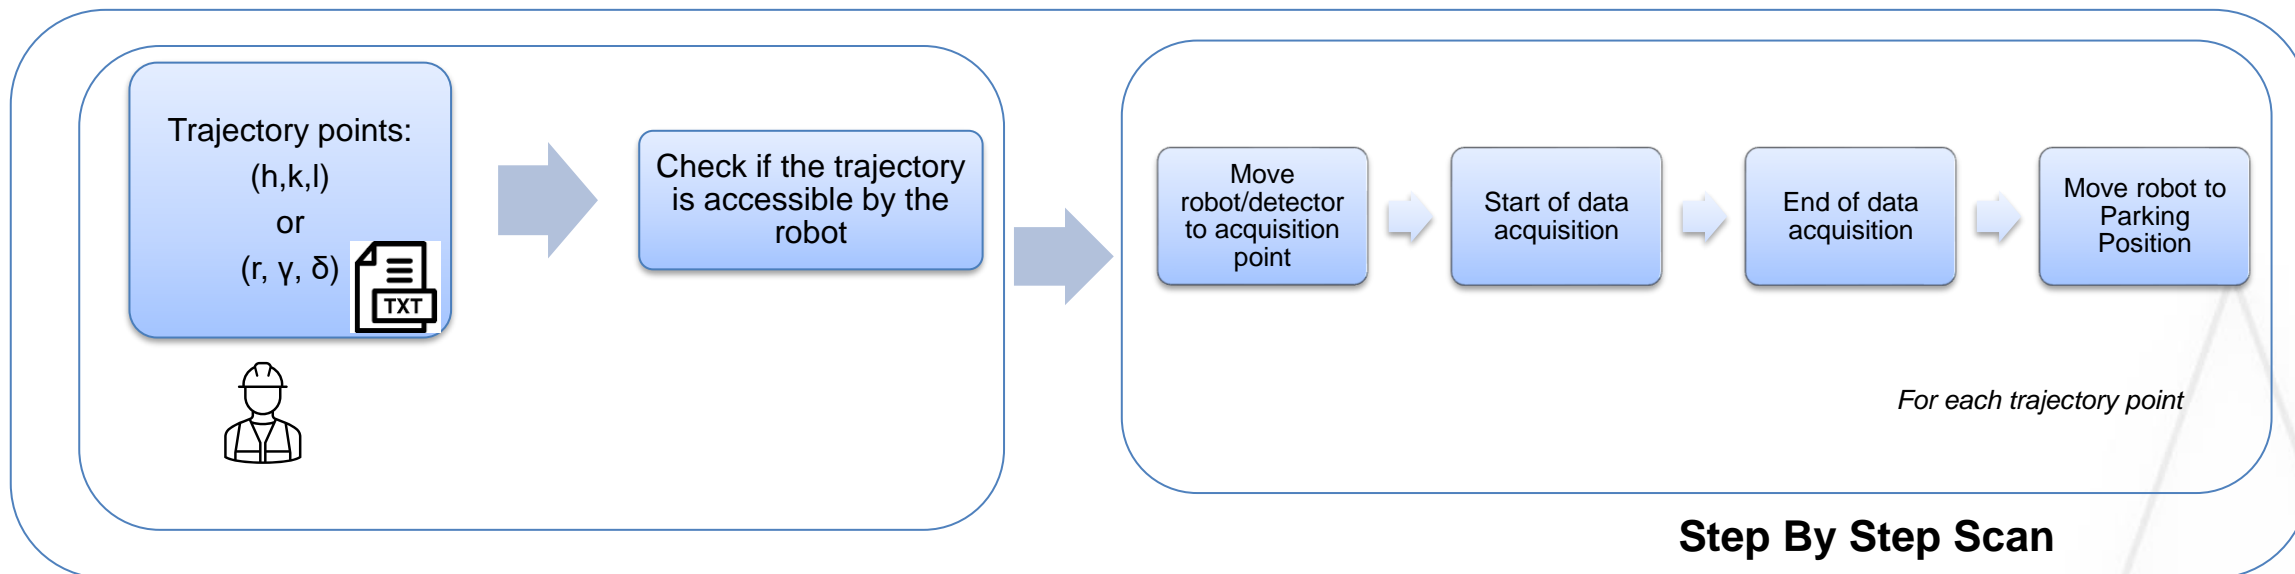 Trajectory points:
(h,k,l)
or
(r, γ, δ)
TXT
Check if the trajectory
is accessible by the
robot
Move
robot/detector
to acquisition
point
Start of data
acquisition
End of data
acquisition
Move robot to
Parking
Position
For each trajectory point
Step By Step Scan